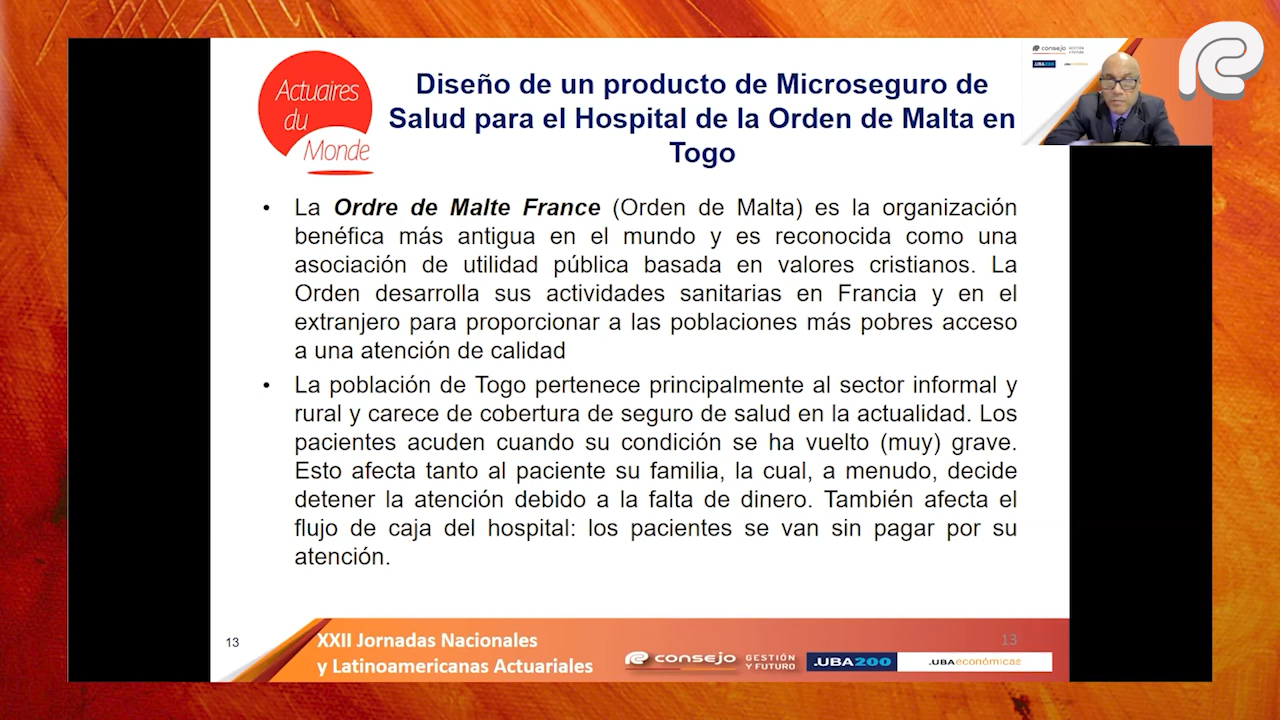 Actuaires
du
Monde
Diseño de un producto de Microseguro de
Salud para el Hospital de la Orden de Malta en
Togo
consejo GESTIÓN
Y FUTURO
.UBA200
• La Ordre de Malte France (Orden de Malta) es la organización
benéfica más antigua en el mundo y es reconocida como una
asociación de utilidad pública basada en valores cristianos. La
Orden desarrolla sus actividades sanitarias en Francia y en el
extranjero para proporcionar a las poblaciones más pobres acceso
a una atención de calidad
• La población de Togo pertenece principalmente al sector informal y
rural y carece de cobertura de seguro de salud en la actualidad. Los
pacientes acuden cuando su condición se ha vuelto (muy) grave.
Esto afecta tanto al paciente su familia, la cual, a menudo, decide
detener la atención debido a la falta de dinero. También afecta el
flujo de caja del hospital: los pacientes se van sin pagar por su
atención.
13
XXII Jornadas Nacionales
y Latinoamericanas Actuariales
consejo GESTIÓN
Y FUTURO
.UBA200
.UBAeconómicas
13